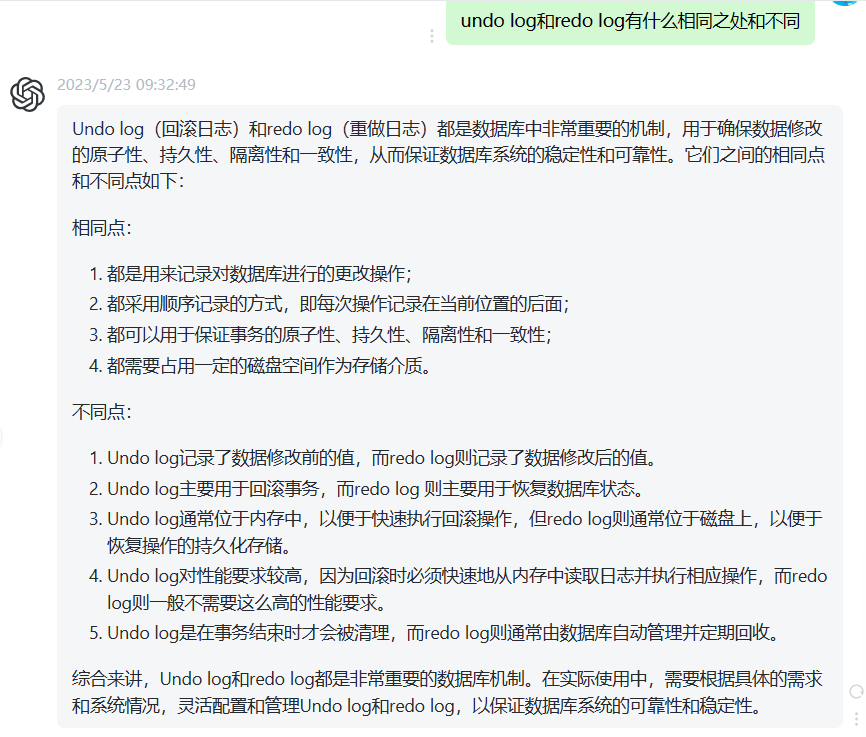 undo log和redo log有什么相同之处和不同
2023/5/23 09:32:49
Undo log（回滚日志）和redo log（重做日志）都是数据库中非常重要的机制，用于确保数据修改
的原子性、持久性、隔离性和一致性，从而保证数据库系统的稳定性和可靠性。它们之间的相同点
和不同点如下：
相同点：
1. 都是用来记录对数据库进行的更改操作；
2. 都采用顺序记录的方式，即每次操作记录在当前位置的后面；
3. 都可以用于保证事务的原子性、持久性、隔离性和一致性；
4. 都需要占用一定的磁盘空间作为存储介质。
不同点：
1. Undo log记录了数据修改前的值，而redo log则记录了数据修改后的值。
2. Undo log主要用于回滚事务，而redo log 则主要用于恢复数据库状态。
3. Undo log通常位于内存中，以便于快速执行回滚操作，但redo log则通常位于磁盘上，以便于
恢复操作的持久化存储。
4. Undo log对性能要求较高，因为回滚时必须快速地从内存中读取日志并执行相应操作，而redo
log则一般不需要这么高的性能要求。
5. Undo log是在事务结束时才会被清理，而redo log则通常由数据库自动管理并定期回收。
综合来讲，Undo log和redo log都是非常重要的数据库机制。在实际使用中，需要根据具体的需求
和系统情况，灵活配置和管理Undo log和redo log，以保证数据库系统的可靠性和稳定性。